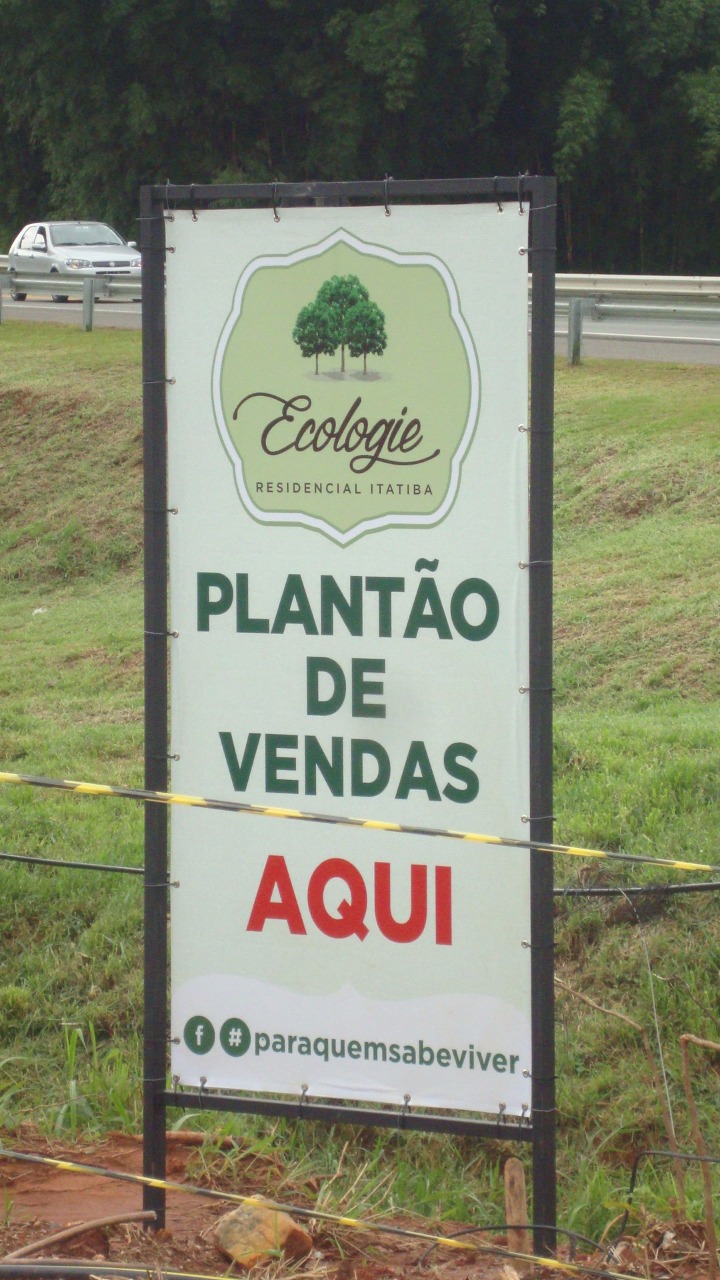 Ecologie
RESIDENCIAL ITATIBA
PLANTÃO
DE
VENDAS
AQUI
f # paraquemsabeviver